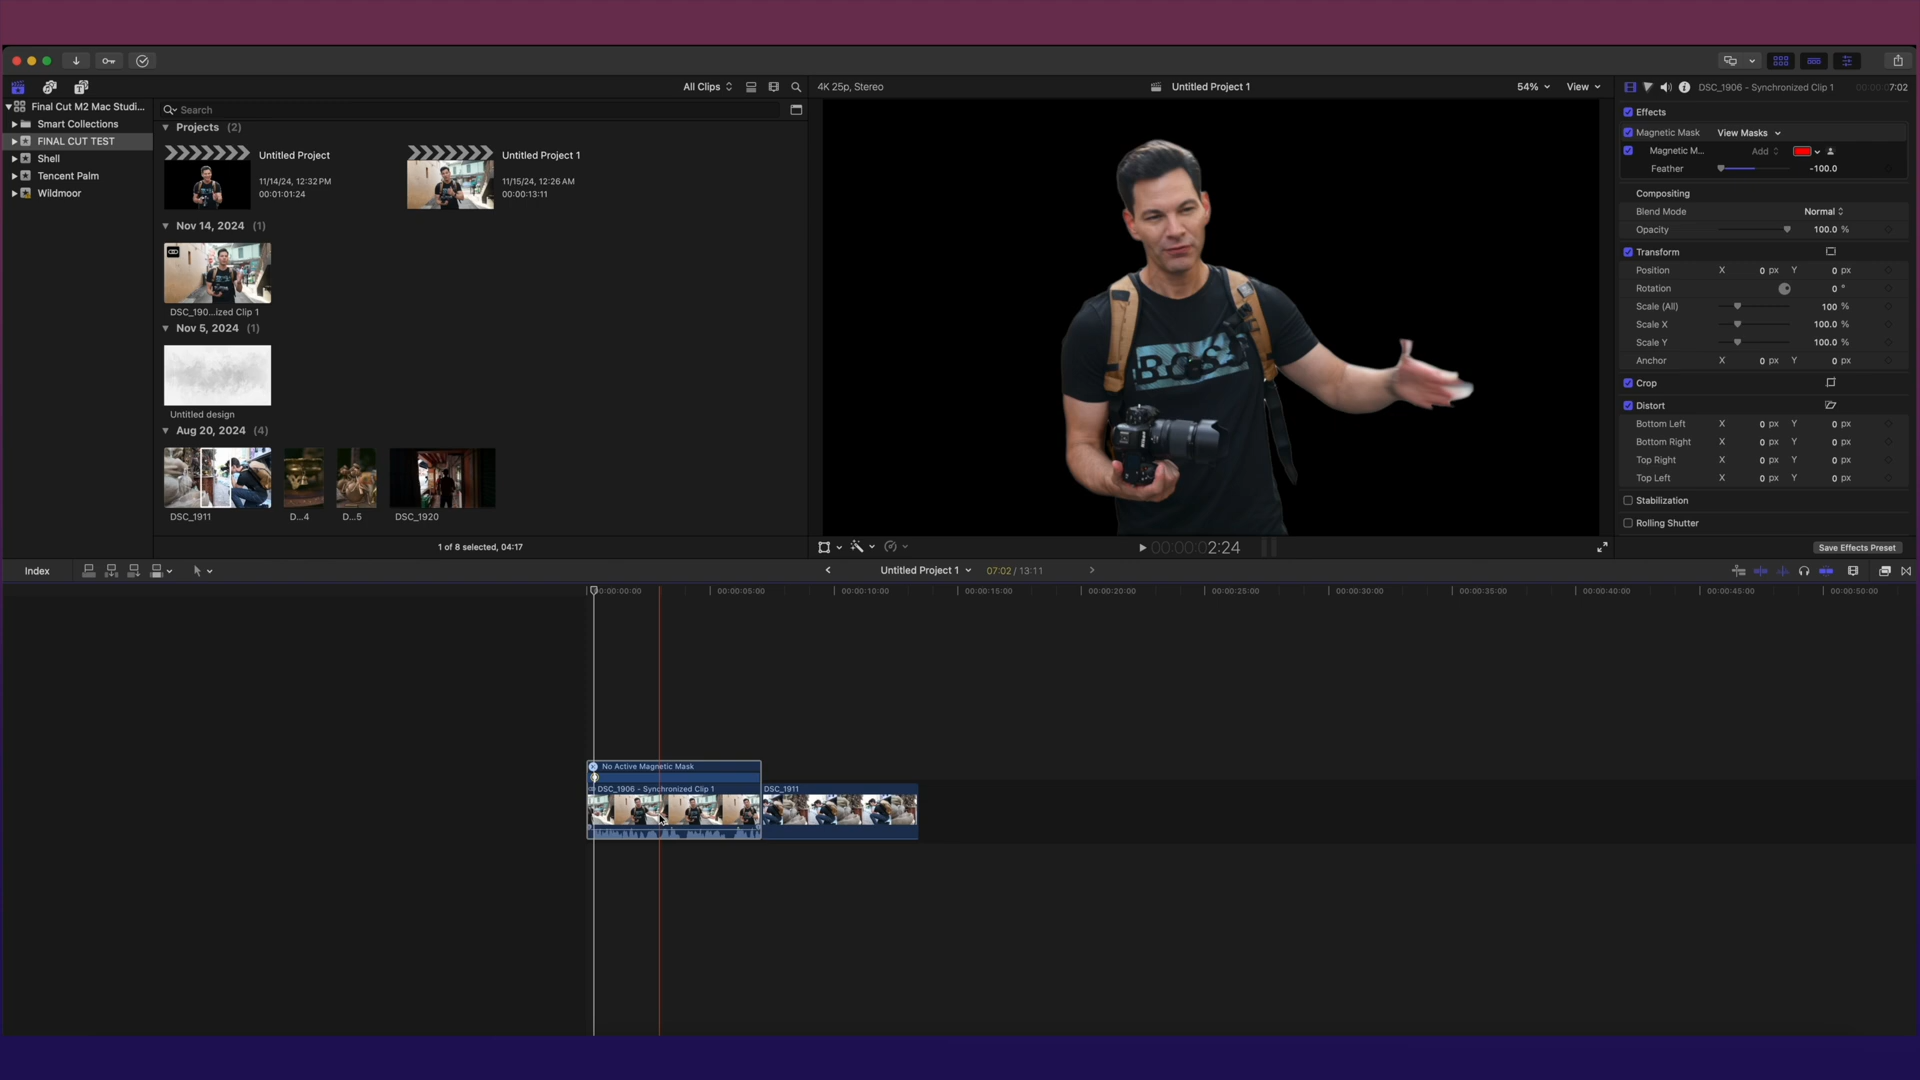 All Clips
4K 25p, Stereo
Untitled Project 1
54%
View
DSC_1906 - Synchronized Clip 1
7:02
Final Cut M2 Mac Studi...
Smart Collections
FINAL CUT TEST
Shell
Tencent Palm
Wildmoor
Search
Projects (2)
Untitled Project
11/14/24, 12:32 PM
00:01:01:24
Untitled Project 1
11/15/24, 12:26 AM
00:00:13:11
Nov 14, 2024 (1)
DSC_190...ized Clip 1
Nov 5, 2024 (1)
Untitled design
Aug 20, 2024 (4)
DSC_1911
D...4
D...5
DSC_1920
1 of 8 selected, 04:17
00:00:02:24
Effects
Magnetic Mask
View Masks
Magnetic M...
Add
Feather
-100.0
Compositing
Blend Mode
Normal
Opacity
100.0 %
Transform
Position X 0 px Y 0 px
Rotation 0 °
Scale (All) 100 %
Scale X 100.0 %
Scale Y 100.0 %
Anchor X 0 px Y 0 px
Crop
Distort
Bottom Left X 0 px Y 0 px
Bottom Right X 0 px Y 0 px
Top Right X 0 px Y 0 px
Top Left X 0 px Y 0 px
Stabilization
Rolling Shutter
Save Effects Preset
Index
Untitled Project 1
07:02 / 13:11
00:00:00:00 00:00:05:00 00:00:10:00 00:00:15:00 00:00:20:00 00:00:25:00 00:00:30:00 00:00:35:00 00:00:40:00 00:00:45:00 00:00:50:00
No Active Magnetic Mask
DSC_1906 - Synchronized Clip 1
DSC_1911